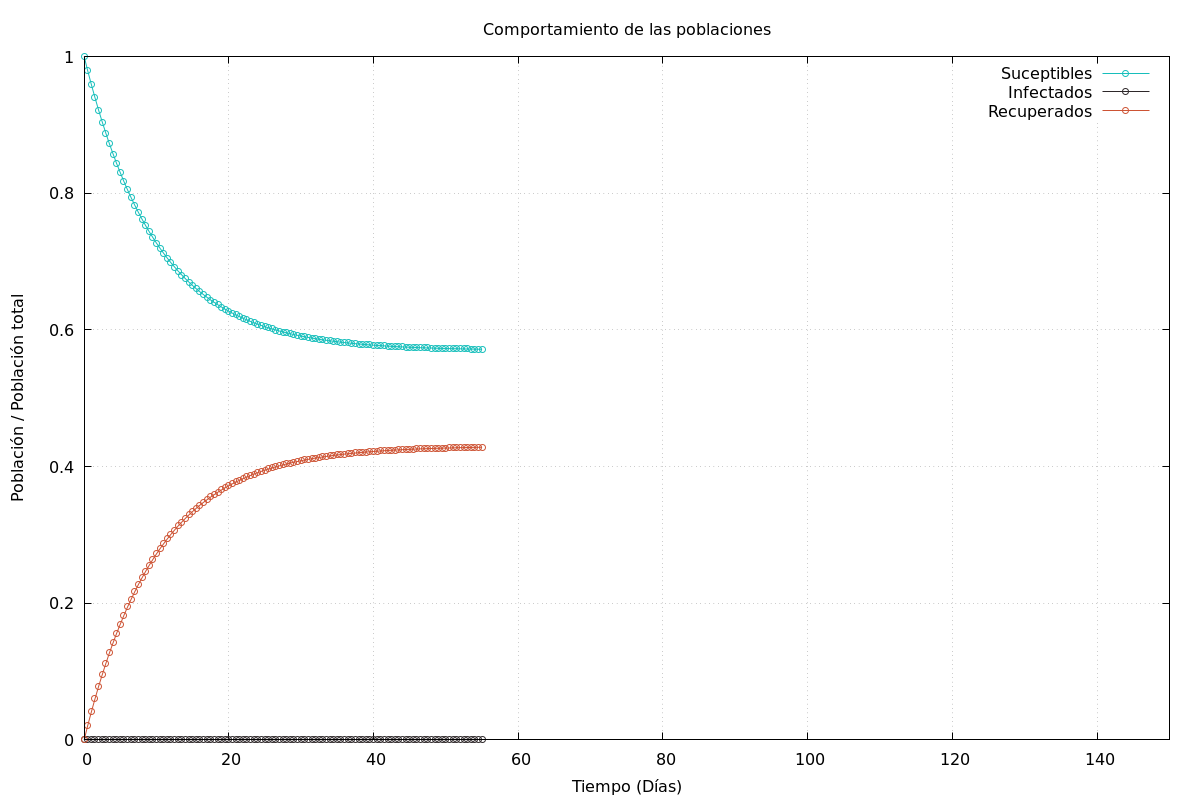 Comportamiento de las poblaciones
Suceptibles
Infectados
Recuperados
1
0.8
0.6
0.4
0.2
0
Población / Población total
0 20 40 60 80 100 120 140
Tiempo (Días)